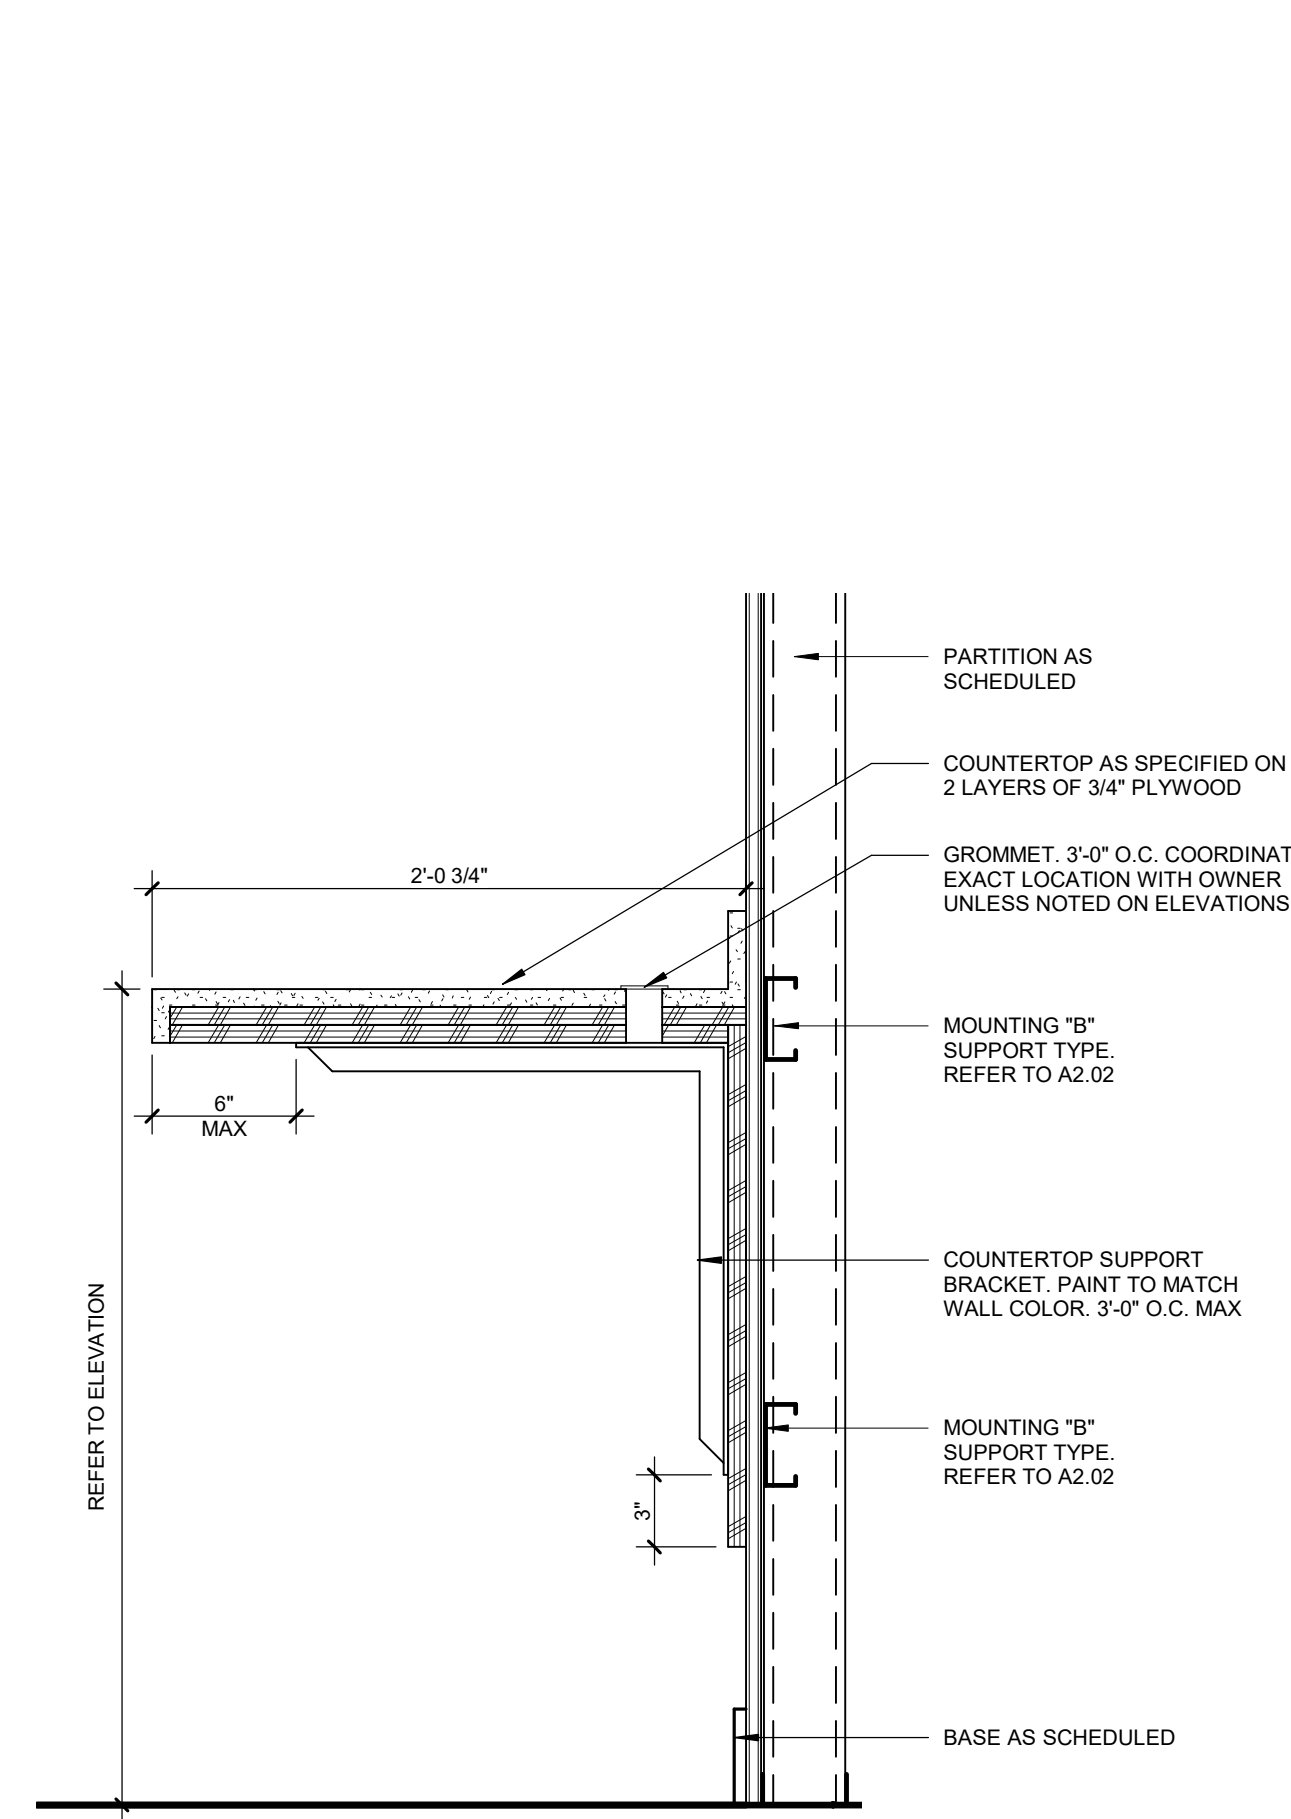 PARTITION AS
SCHEDULED
COUNTERTOP AS SPECIFIED ON
2 LAYERS OF 3/4" PLYWOOD
GROMMET. 3'-0" O.C. COORDINAT
EXACT LOCATION WITH OWNER
UNLESS NOTED ON ELEVATIONS
2'-0 3/4"
MOUNTING "B"
SUPPORT TYPE.
REFER TO A2.02
6"
MAX
COUNTERTOP SUPPORT
BRACKET. PAINT TO MATCH
WALL COLOR. 3'-0" O.C. MAX
REFER TO ELEVATION
MOUNTING "B"
SUPPORT TYPE.
REFER TO A2.02
3"
BASE AS SCHEDULED